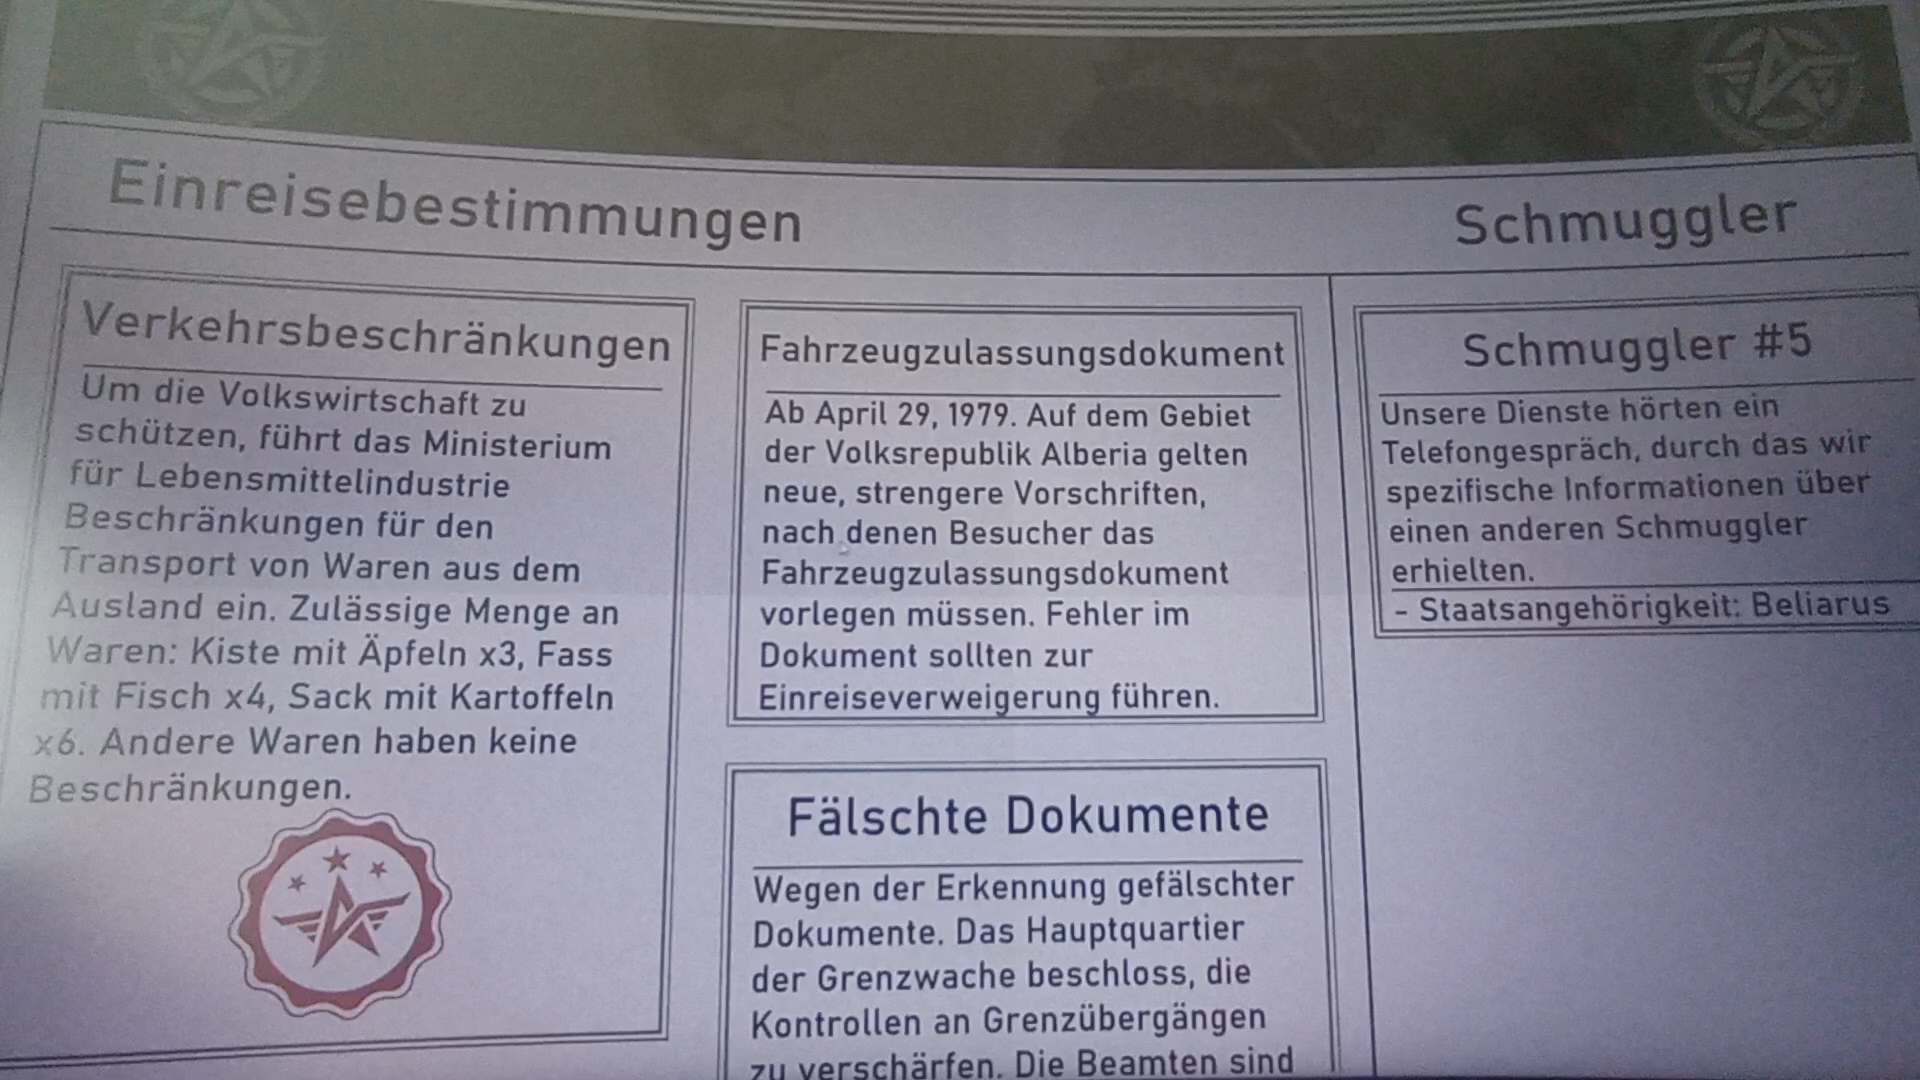 Einreisebestimmungen
Verkehrsbeschränkungen
Um die Volkswirtschaft zu
schützen, führt das Ministerium
für Lebensmittelindustrie
Beschränkungen für den
Transport von Waren aus dem
Ausland ein. Zulässige Menge an
Waren: Kiste mit Äpfeln x3, Fass
mit Fisch x4, Sack mit Kartoffeln
x6. Andere Waren haben keine
Beschränkungen.
Fahrzeugzulassungsdokument
Ab April 29, 1979. Auf dem Gebiet
der Volksrepublik Alberia gelten
neue, strengere Vorschriften,
nach denen Besucher das
Fahrzeugzulassungsdokument
vorlegen müssen. Fehler im
Dokument sollten zur
Einreiseverweigerung führen.
Fälschte Dokumente
Wegen der Erkennung gefälschter
Dokumente. Das Hauptquartier
der Grenzwache beschloss, die
Kontrollen an Grenzübergängen
zu verschärfen. Die Beamten sind
Schmuggler
Schmuggler #5
Unsere Dienste hörten ein
Telefongespräch, durch das wir
spezifische Informationen über
einen anderen Schmuggler
erhielten.
- Staatsangehörigkeit: Beliarus